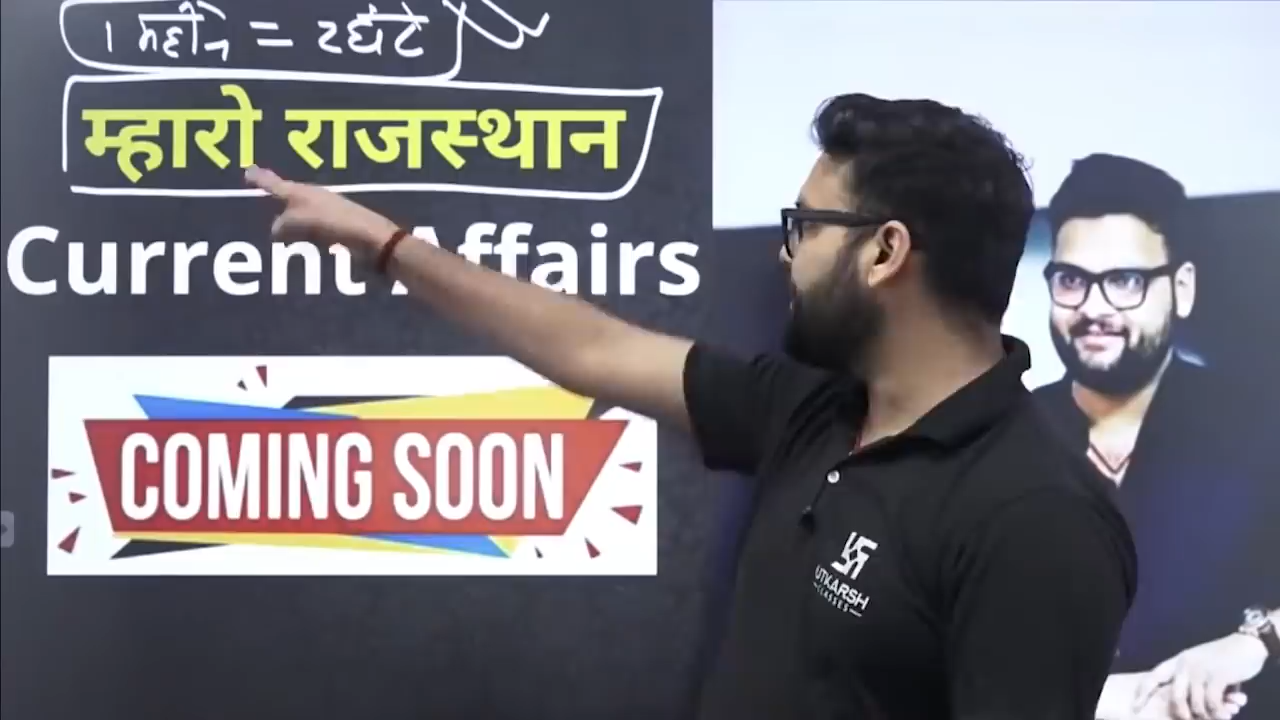 1 महीने = 2 घंटे
म्हारो राजस्थान
Current Affairs
COMING SOON
UTKARSH
CLASSES